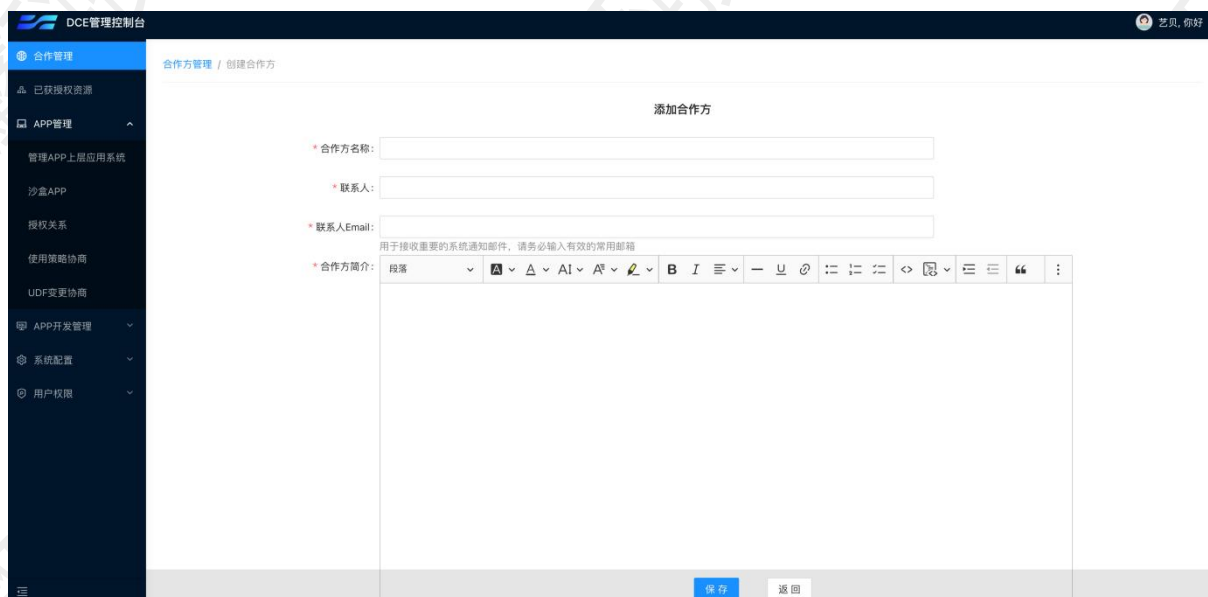 DCE管理控制台
艺贝, 你好
合作管理
已获授权资源
APP管理
管理APP上层应用系统
沙盒APP
授权关系
使用策略协商
UDF变更协商
APP开发管理
系统配置
用户权限
合作方管理 / 创建合作方
添加合作方
* 合作方名称:
* 联系人:
* 联系人Email:
用于接收重要的系统通知邮件，请务必输入有效的常用邮箱
* 合作方简介:
段落
保存
返回